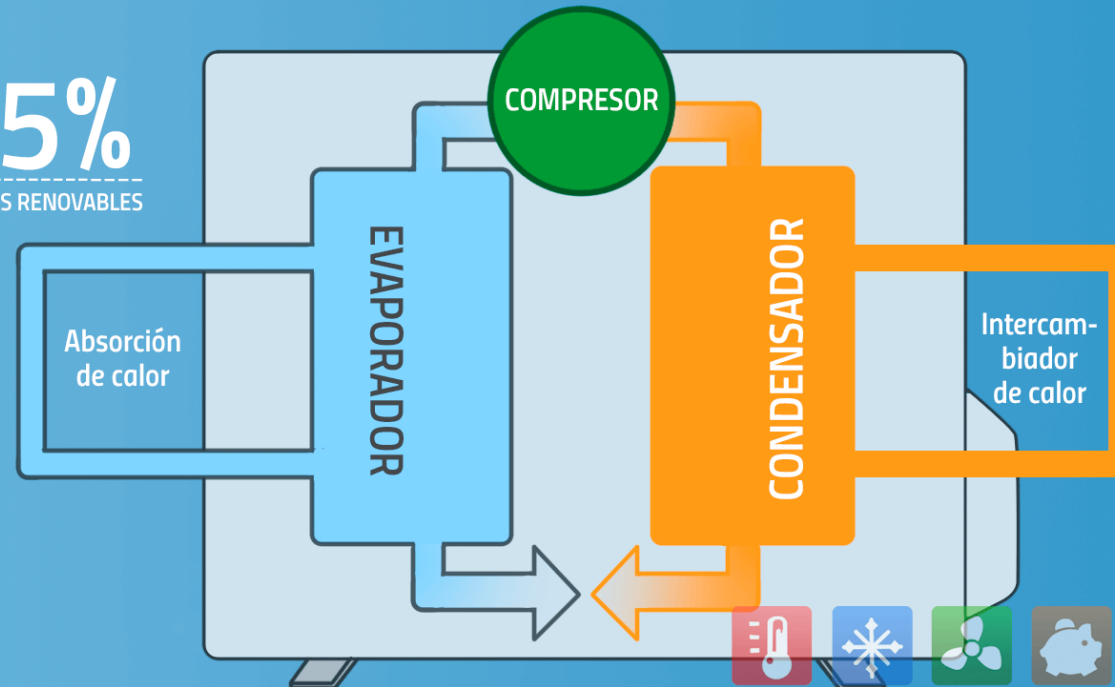 COMPRESOR
5%
S RENOVABLES
EVAPORADOR
CONDENSADOR
Absorción
de calor
Intercam-
biador
de calor